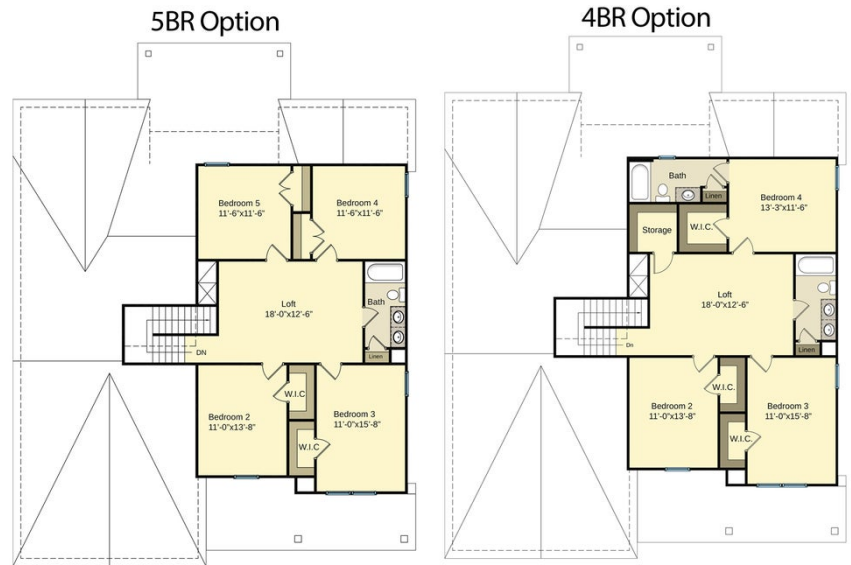 5BR Option
Bedroom 5
11'-6"x11'-6"
Bedroom 4
11'-6"x11'-6"
Loft
18'-0"x12'-6"
Bath
DN
Linen
W.I.C
Bedroom 2
11'-0"x13'-8"
Bedroom 3
11'-0"x15'-8"
W.I.C
4BR Option
Bath
Linen
Bedroom 4
13'-3"x11'-6"
Storage
W.I.C.
Loft
18'-0"x12'-6"
Dn
Linen
W.I.C.
Bedroom 2
11'-0"x13'-8"
Bedroom 3
11'-0"x15'-8"
W.I.C.